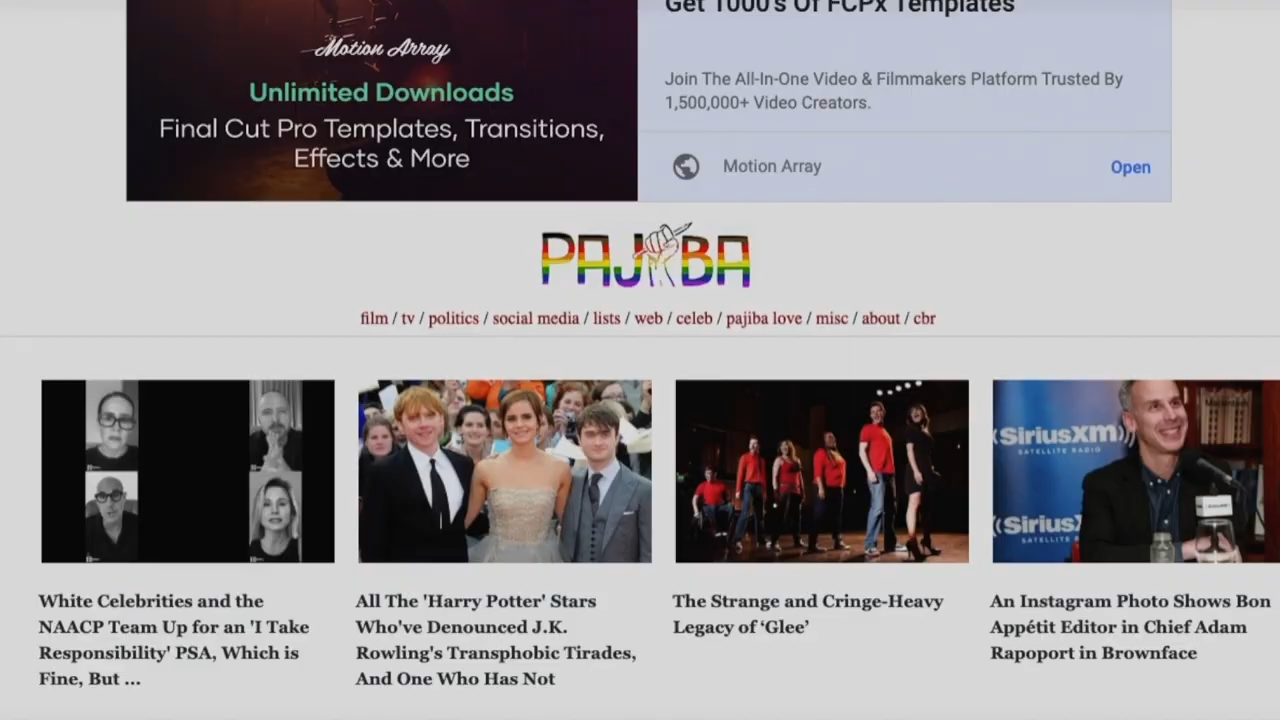 Get 1000's Of FCPx Templates
Motion Array
Unlimited Downloads
Final Cut Pro Templates, Transitions,
Effects & More
Join The All-In-One Video & Filmmakers Platform Trusted By
1,500,000+ Video Creators.
Motion Array
Open
PAJIBA
film / tv / politics / social media / lists / web / celeb / pajiba love / misc / about / cbr
SiriusXM
SATELLITE RADIO
SiriusX
SATELLITE R
White Celebrities and the
NAACP Team Up for an 'I Take
Responsibility' PSA, Which is
Fine, But ...
All The 'Harry Potter' Stars
Who've Denounced J.K.
Rowling's Transphobic Tirades,
And One Who Has Not
The Strange and Cringe-Heavy
Legacy of ‘Glee’
An Instagram Photo Shows Bon
Appétit Editor in Chief Adam
Rapoport in Brownface